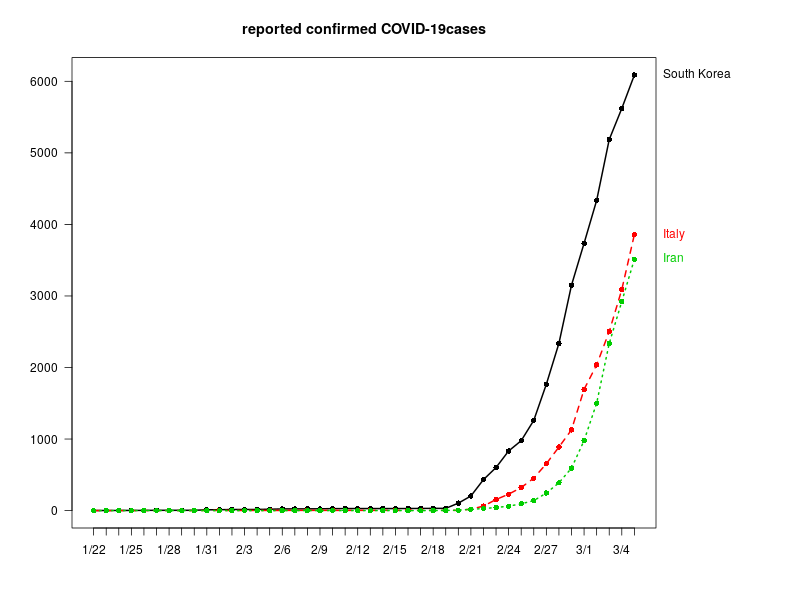 reported confirmed COVID-19cases
6000
5000
4000
3000
2000
1000
0
South Korea
Italy
Iran
1/22 1/25 1/28 1/31 2/3 2/6 2/9 2/12 2/15 2/18 2/21 2/24 2/27 3/1 3/4